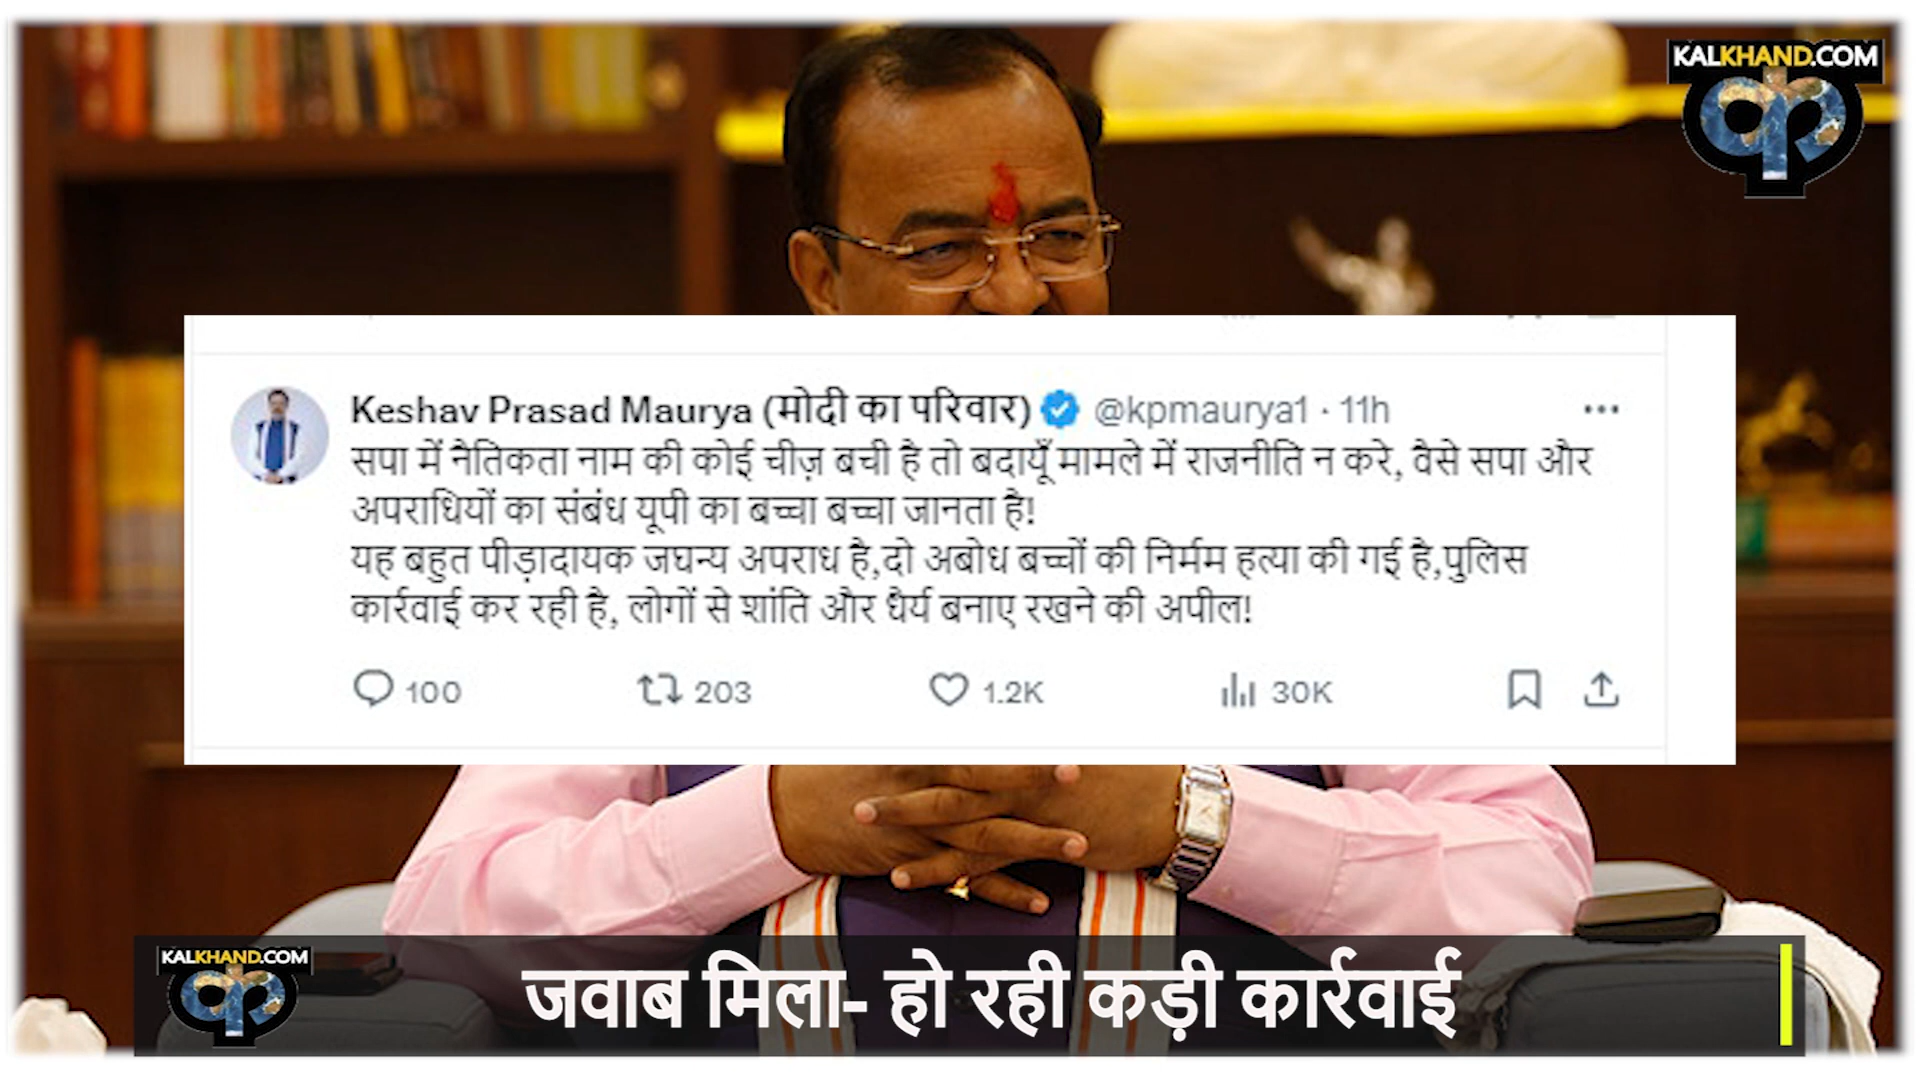 KALKHAND.COM
क
Keshav Prasad Maurya (मोदी का परिवार) @kpmaurya1 · 11h
सपा में नैतिकता नाम की कोई चीज़ बची है तो बदायूँ मामले में राजनीति न करे, वैसे सपा और
अपराधियों का संबंध यूपी का बच्चा बच्चा जानता है!
यह बहुत पीड़ादायक जघन्य अपराध है,दो अबोध बच्चों की निर्मम हत्या की गई है,पुलिस
कार्रवाई कर रही है, लोगों से शांति और धैर्य बनाए रखने की अपील!
100 203 1.2K 30K
KALKHAND.COM
क
जवाब मिला- हो रही कड़ी कार्रवाई